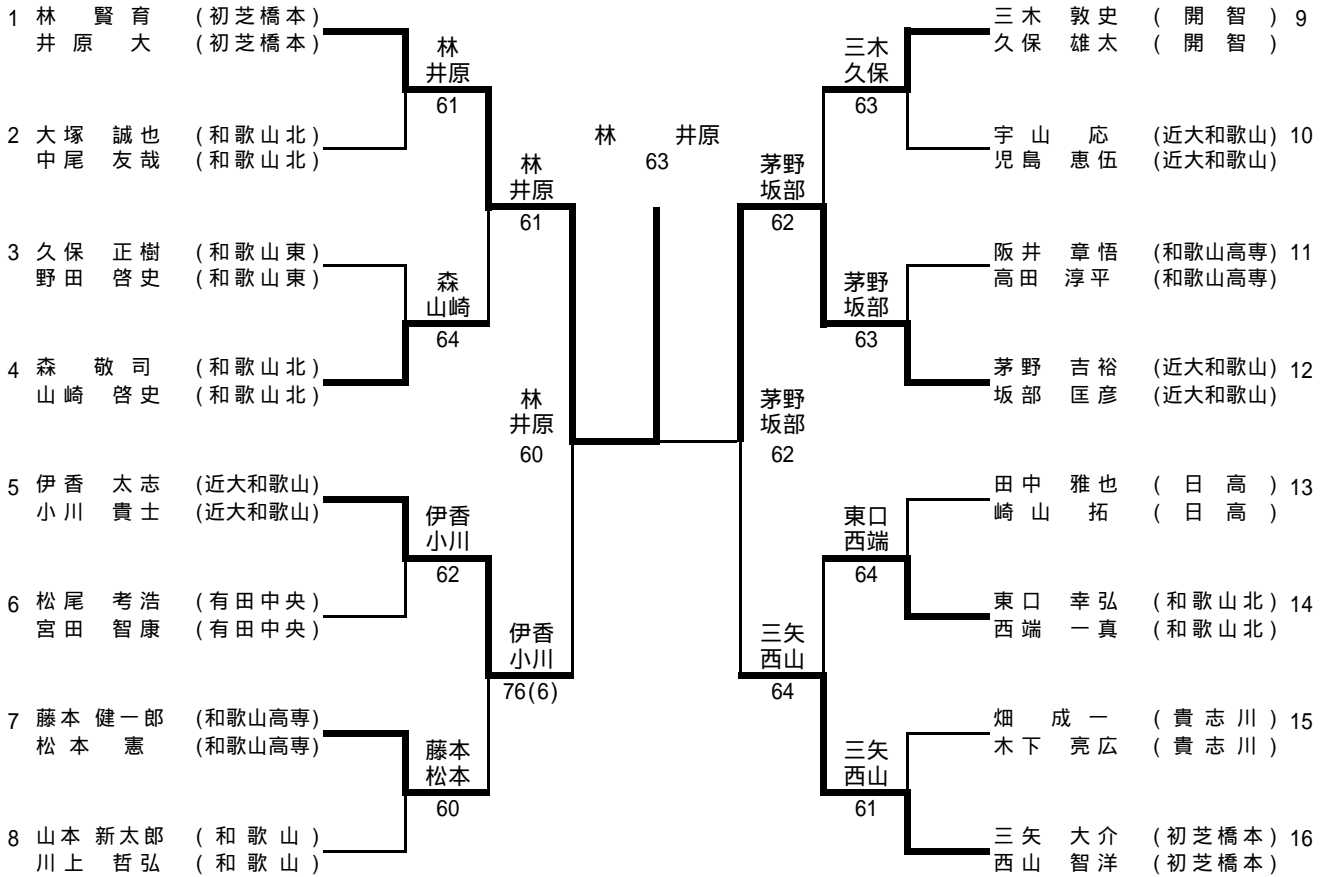 1 林 賢育 (初芝橋本)
井原 大 (初芝橋本)
2 大塚 誠也 (和歌山北)
中尾 友哉 (和歌山北)
3 久保 正樹 (和歌山東)
野田 啓史 (和歌山東)
4 森 敬司 (和歌山北)
山崎 啓史 (和歌山北)
5 伊香 太志 (近大和歌山)
小川 貴士 (近大和歌山)
6 松尾 考浩 (有田中央)
宮田 智康 (有田中央)
7 藤本 健一郎 (和歌山高専)
松本 憲 (和歌山高専)
8 山本 新太郎 (和歌山)
川上 哲弘 (和歌山)
林
井原
61
森
山崎
64
伊香
小川
62
藤本
松本
60
林
井原
61
伊香
小川
76(6)
林
井原
60
林 井原
63
茅野
坂部
62
茅野
坂部
62
三矢
西山
64
三木
久保
63
茅野
坂部
63
東口
西端
64
三矢
西山
61
三木 敦史 (開智) 9
久保 雄太 (開智)
宇山 応 (近大和歌山) 10
児島 恵伍 (近大和歌山)
阪井 章悟 (和歌山高専) 11
高田 淳平 (和歌山高専)
茅野 吉裕 (近大和歌山) 12
坂部 匡彦 (近大和歌山)
田中 雅也 (日高) 13
崎山 拓 (日高)
東口 幸弘 (和歌山北) 14
西端 一真 (和歌山北)
畑 成一 (貴志川) 15
木下 亮広 (貴志川)
三矢 大介 (初芝橋本) 16
西山 智洋 (初芝橋本)